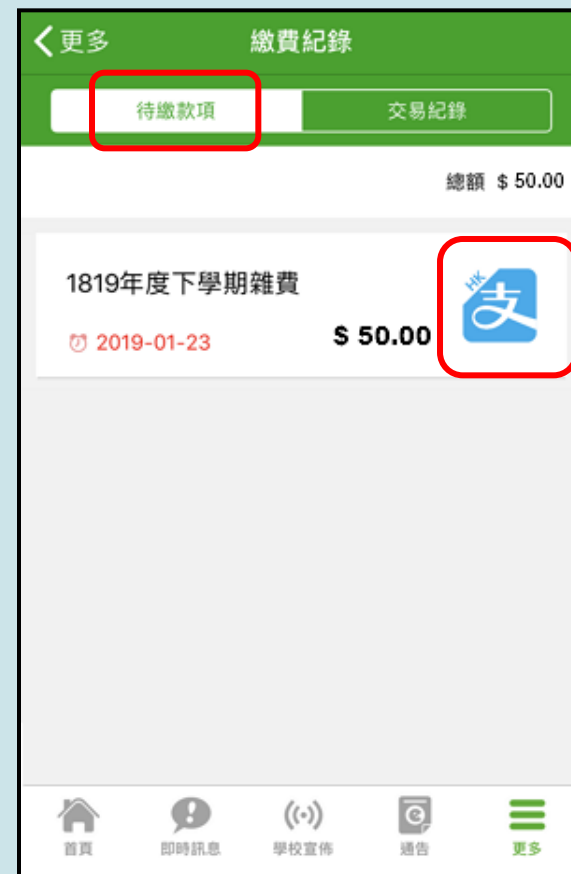 更多
繳費紀錄
待繳款項
交易紀錄
總額 $ 50.00
1819年度下學期雜費
2019-01-23
$ 50.00
HK
支
首頁
即時訊息
學校宣佈
通告
更多